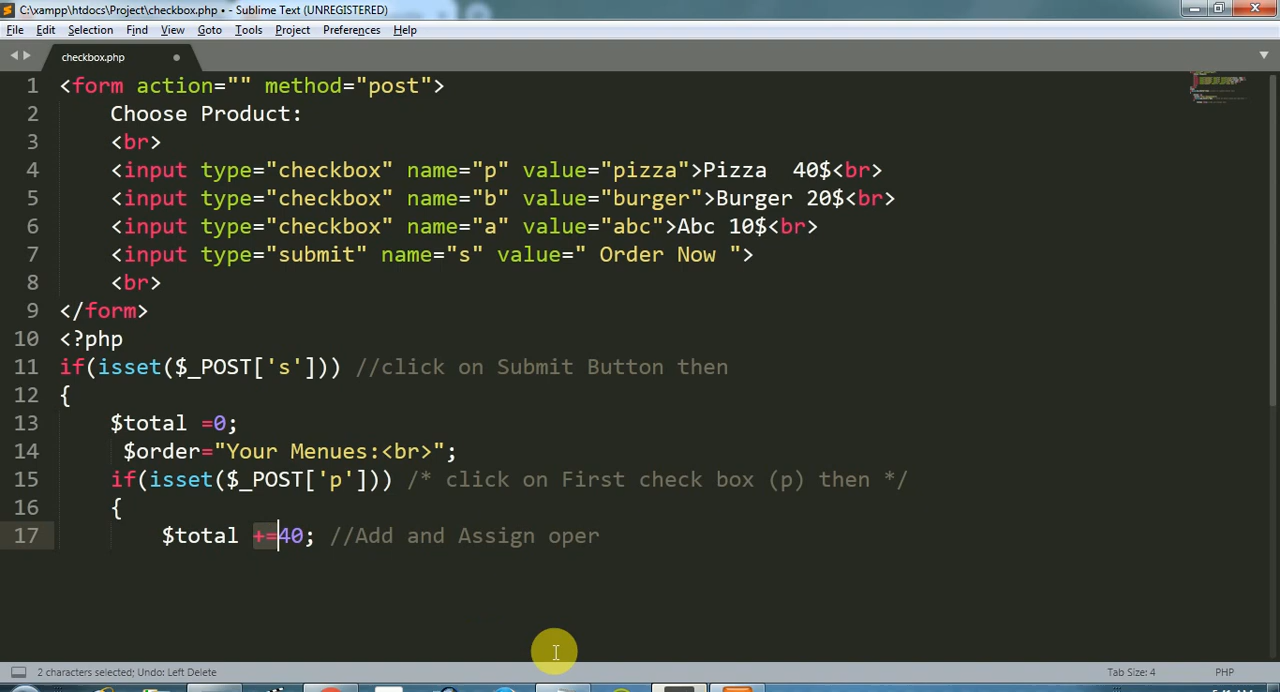 C:\xampp\htdocs\Project\checkbox.php • - Sublime Text (UNREGISTERED)
File Edit Selection Find View Goto Tools Project Preferences Help
checkbox.php
1 <form action="" method="post">
2 Choose Product:
3 <br>
4 <input type="checkbox" name="p" value="pizza">Pizza  40$<br>
5 <input type="checkbox" name="b" value="burger">Burger 20$<br>
6 <input type="checkbox" name="a" value="abc">Abc 10$<br>
7 <input type="submit" name="s" value=" Order Now ">
8 <br>
9 </form>
10 <?php
11 if(isset($_POST['s'])) //click on Submit Button then
12 {
13 $total =0;
14 $order="Your Menues:<br>";
15 if(isset($_POST['p'])) /* click on First check box (p) then */
16 {
17 $total +=40; //Add and Assign oper
2 characters selected; Undo: Left Delete Tab Size: 4 PHP